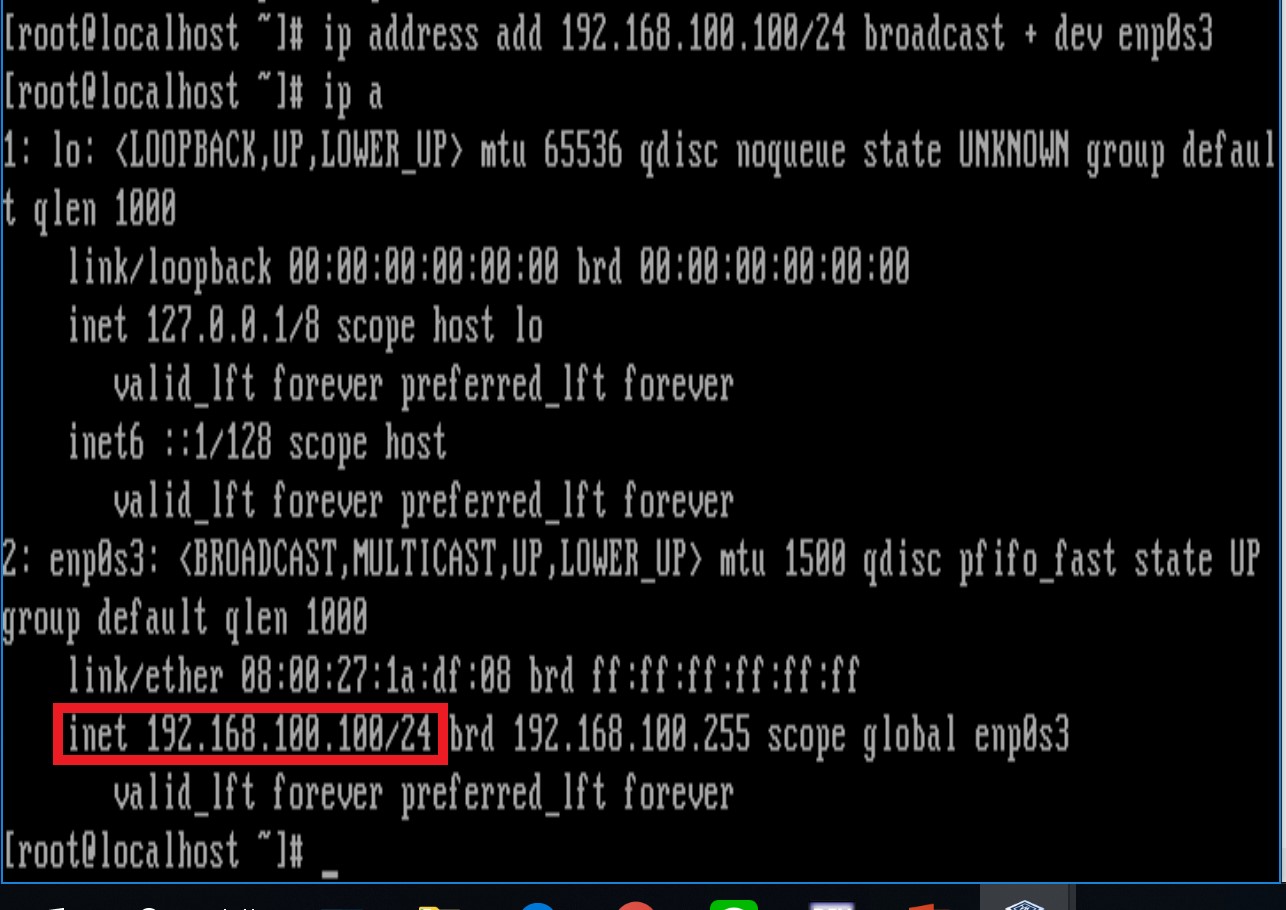 [root@localhost ~]# ip address add 192.168.100.100/24 broadcast + dev enp0s3
[root@localhost ~]# ip a
1: lo: <LOOPBACK,UP,LOWER_UP> mtu 65536 qdisc noqueue state UNKNOWN group defaul
t qlen 1000
    link/loopback 00:00:00:00:00:00 brd 00:00:00:00:00:00
    inet 127.0.0.1/8 scope host lo
       valid_lft forever preferred_lft forever
    inet6 ::1/128 scope host
       valid_lft forever preferred_lft forever
2: enp0s3: <BROADCAST,MULTICAST,UP,LOWER_UP> mtu 1500 qdisc pfifo_fast state UP
group default qlen 1000
    link/ether 08:00:27:1a:df:08 brd ff:ff:ff:ff:ff:ff
    inet 192.168.100.100/24 brd 192.168.100.255 scope global enp0s3
       valid_lft forever preferred_lft forever
[root@localhost ~]# _